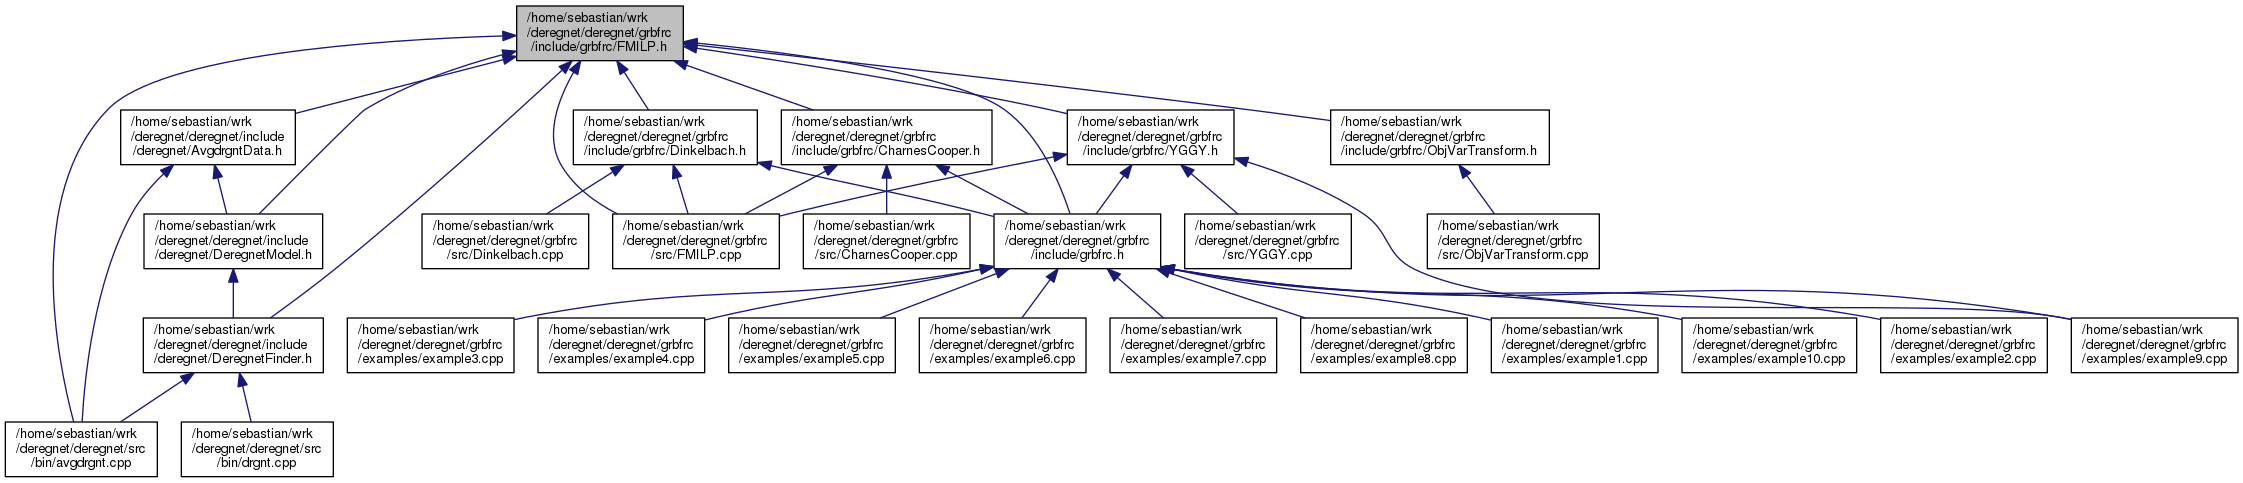 /home/sebastian/wrk
/deregnet/deregnet/grbfrc
/include/grbfrc/FMILP.h
/home/sebastian/wrk
/deregnet/deregnet/include
/deregnet/AvgdrgntData.h
/home/sebastian/wrk
/deregnet/deregnet/grbfrc
/include/grbfrc/Dinkelbach.h
/home/sebastian/wrk
/deregnet/deregnet/grbfrc
/include/grbfrc/CharnesCooper.h
/home/sebastian/wrk
/deregnet/deregnet/grbfrc
/include/grbfrc/YGGY.h
/home/sebastian/wrk
/deregnet/deregnet/grbfrc
/include/grbfrc/ObjVarTransform.h
/home/sebastian/wrk
/deregnet/deregnet/include
/deregnet/DeregnetModel.h
/home/sebastian/wrk
/deregnet/deregnet/grbfrc
/src/Dinkelbach.cpp
/home/sebastian/wrk
/deregnet/deregnet/grbfrc
/src/FMILP.cpp
/home/sebastian/wrk
/deregnet/deregnet/grbfrc
/src/CharnesCooper.cpp
/home/sebastian/wrk
/deregnet/deregnet/grbfrc
/include/grbfrc.h
/home/sebastian/wrk
/deregnet/deregnet/grbfrc
/src/YGGY.cpp
/home/sebastian/wrk
/deregnet/deregnet/grbfrc
/src/ObjVarTransform.cpp
/home/sebastian/wrk
/deregnet/deregnet/include
/deregnet/DeregnetFinder.h
/home/sebastian/wrk
/deregnet/deregnet/grbfrc
/examples/example3.cpp
/home/sebastian/wrk
/deregnet/deregnet/grbfrc
/examples/example4.cpp
/home/sebastian/wrk
/deregnet/deregnet/grbfrc
/examples/example5.cpp
/home/sebastian/wrk
/deregnet/deregnet/grbfrc
/examples/example6.cpp
/home/sebastian/wrk
/deregnet/deregnet/grbfrc
/examples/example7.cpp
/home/sebastian/wrk
/deregnet/deregnet/grbfrc
/examples/example8.cpp
/home/sebastian/wrk
/deregnet/deregnet/grbfrc
/examples/example1.cpp
/home/sebastian/wrk
/deregnet/deregnet/grbfrc
/examples/example10.cpp
/home/sebastian/wrk
/deregnet/deregnet/grbfrc
/examples/example2.cpp
/home/sebastian/wrk
/deregnet/deregnet/grbfrc
/examples/example9.cpp
/home/sebastian/wrk
/deregnet/deregnet/src
/bin/avgdrgnt.cpp
/home/sebastian/wrk
/deregnet/deregnet/src
/bin/drgnt.cpp